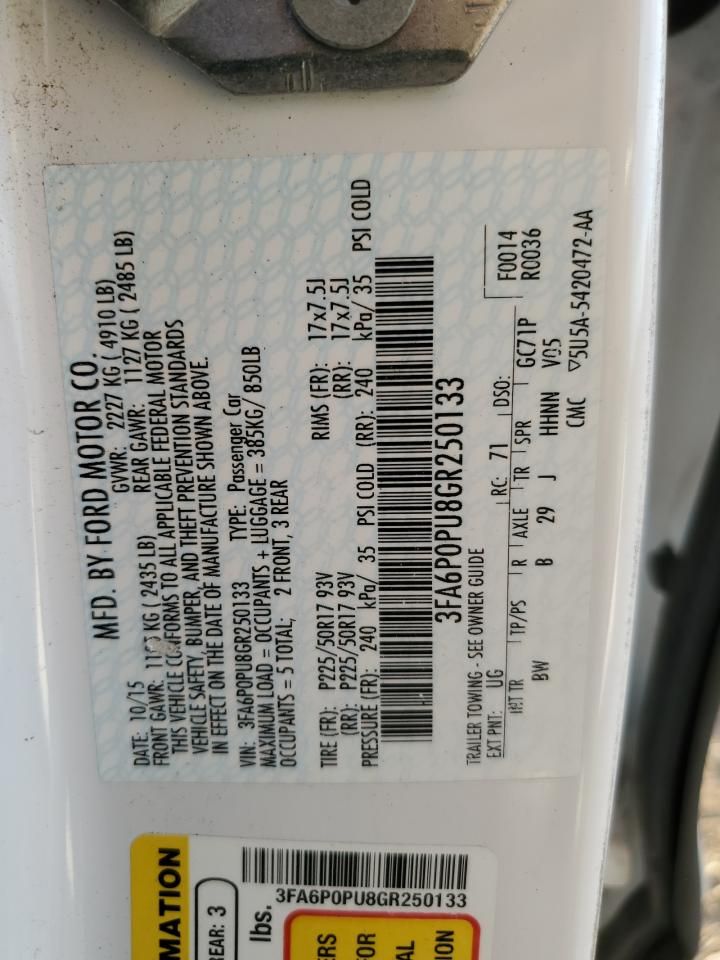 MFD. BY FORD MOTOR CO.
DATE: 10/15 GVWR: 2227 KG ( 4910 LB)
FRONT GAWR: KG ( 2435 LB) REAR GAWR: 1127 KG ( 2485 LB)
THIS VEHICLE CONFORMS TO ALL APPLICABLE FEDERAL MOTOR
VEHICLE SAFETY, BUMPER, AND THEFT PREVENTION STANDARDS
IN EFFECT ON THE DATE OF MANUFACTURE SHOWN ABOVE.
VIN: 3FA6P0PU8GR250133 TYPE: Passenger Car
MAXIMUM LOAD = OCCUPANTS + LUGGAGE = 385KG/ 850LB
OCCUPANTS = 5 TOTAL; 2 FRONT, 3 REAR
TIRE (FR): P225/50R17 93V RIMS (FR): 17x7.5J
(RR): P225/50R17 93V (RR): 17x7.5J
PRESSURE (FR): 240 kPa/ 35 PSI COLD (RR): 240 kPa/ 35 PSI COLD
3FA6P0PU8GR250133
TRAILER TOWING - SEE OWNER GUIDE
EXT PNT: UG RC: 71 DSO: F0014
R0036
INT TR TP/PS R AXLE TR SPR GC71P
BW B 29 J HHNN V05
CMC ▽5U5A-5420472-AA
MATION
REAR: 3
lbs.
3FA6P0PU8GR250133
ERS
FOR
AL
ION